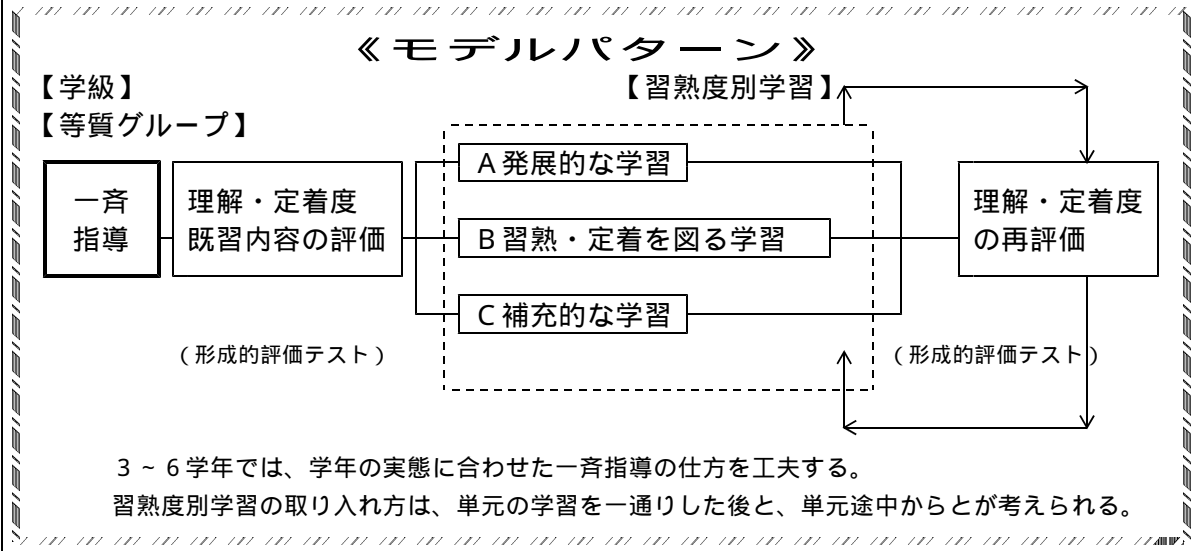 《モデルパターン》
【学級】
【習熟度別学習】
【等質グループ】
一斉
指導
理解・定着度
既習内容の評価
A発展的な学習
B習熟・定着を図る学習
C補充的な学習
理解・定着度
の再評価
(形成的評価テスト)
(形成的評価テスト)
3~6学年では、学年の実態に合わせた一斉指導の仕方を工夫する。
習熟度別学習の取り入れ方は、単元の学習を一通りした後と、単元途中からとが考えられる。